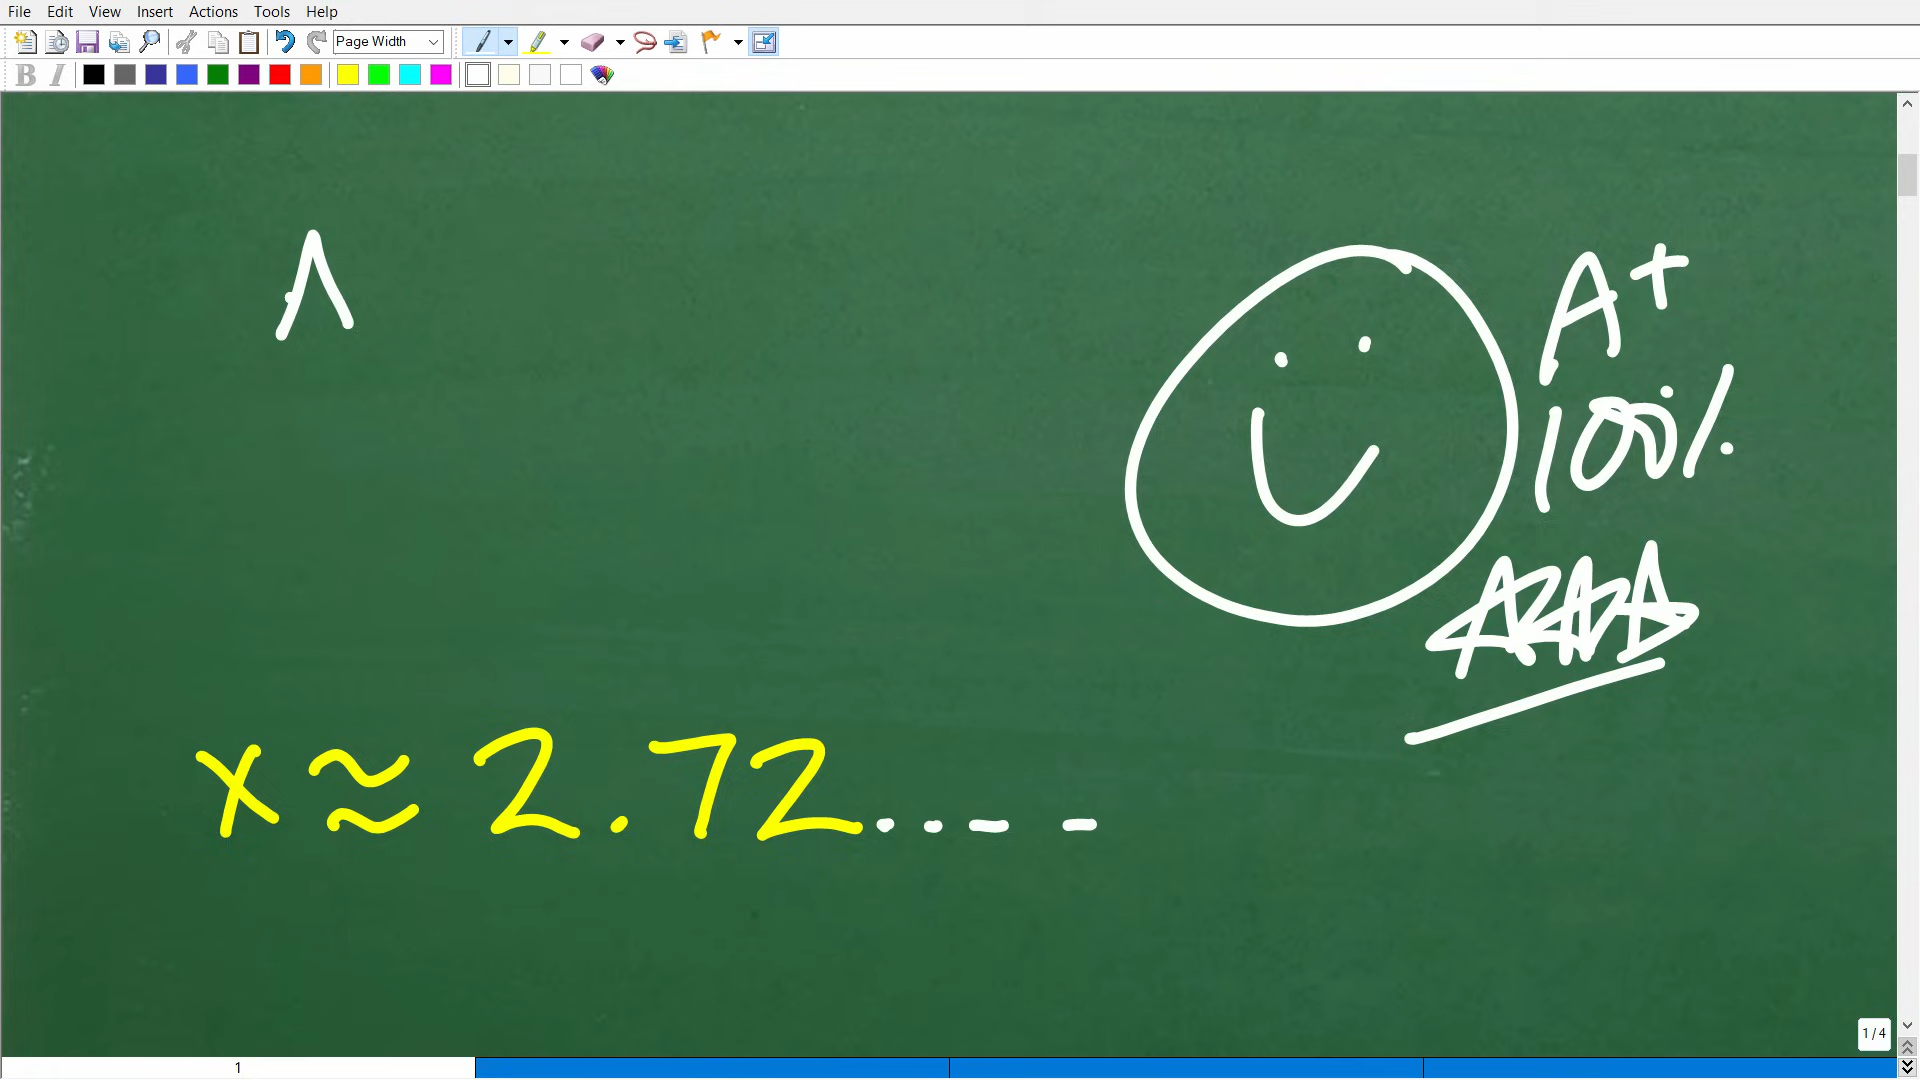 File Edit View Insert Actions Tools Help
Page Width
B I
A+
100%
x ≈ 2.72....
1 / 4
1